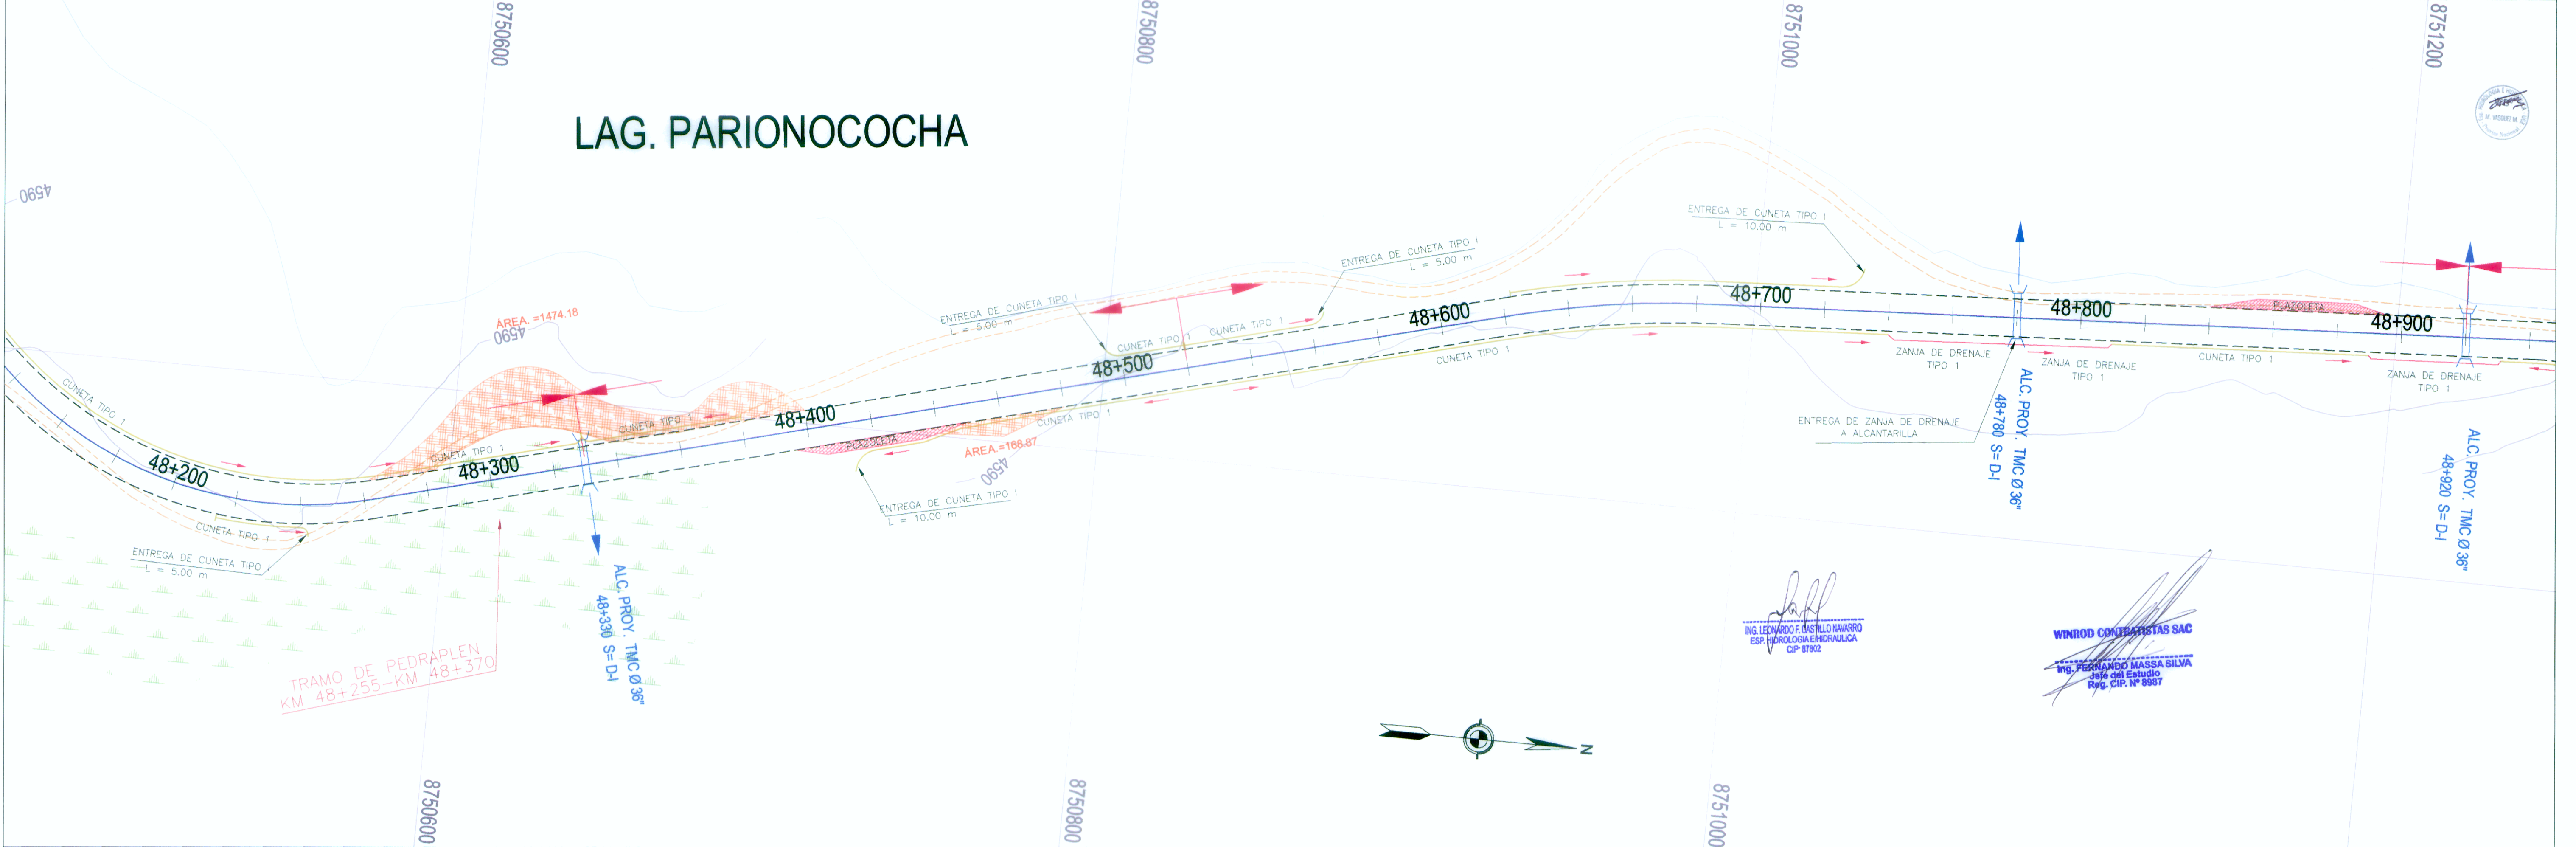 8750600
8750800
8751000
8751200
LAG. PARIONOCOCHA
4590
ÁREA. =1474.18
4590
ENTREGA DE CUNETA TIPO I
L = 5.00 m
ENTREGA DE CUNETA TIPO I
L = 5.00 m
ENTREGA DE CUNETA TIPO I
L = 10.00 m
CUNETA TIPO 1
48+200
CUNETA TIPO 1
ENTREGA DE CUNETA TIPO I
L = 5.00 m
CUNETA TIPO 1
48+300
CUNETA TIPO 1
48+400
PLAZOLETA
ÁREA.=168.87
4590
CUNETA TIPO 1
ENTREGA DE CUNETA TIPO I
L = 10.00 m
CUNETA TIPO 1
CUNETA TIPO 1
48+500
48+600
CUNETA TIPO 1
48+700
ZANJA DE DRENAJE
TIPO 1
48+800
ZANJA DE DRENAJE
TIPO 1
PLAZOLETA
CUNETA TIPO 1
48+900
ZANJA DE DRENAJE
TIPO 1
ENTREGA DE ZANJA DE DRENAJE
A ALCANTARILLA
ALC. PROY. TMC Ø 36"
48+330 S= D-I
ALC. PROY. TMC Ø 36"
48+780 S= D-I
ALC. PROY. TMC Ø 36"
48+920 S= D-I
TRAMO DE PEDRAPLEN
KM 48+255-KM 48+370
N
ING. LEONARDO F. CASTILLO NAVARRO
ESP. HIDROLOGIA E HIDRAULICA
CIP 87802
WINROD CONTRATISTAS SAC
Ing. FERNANDO MASSA SILVA
Jefe del Estudio
Reg. CIP. Nº 8987
8750600
8750800
8751000